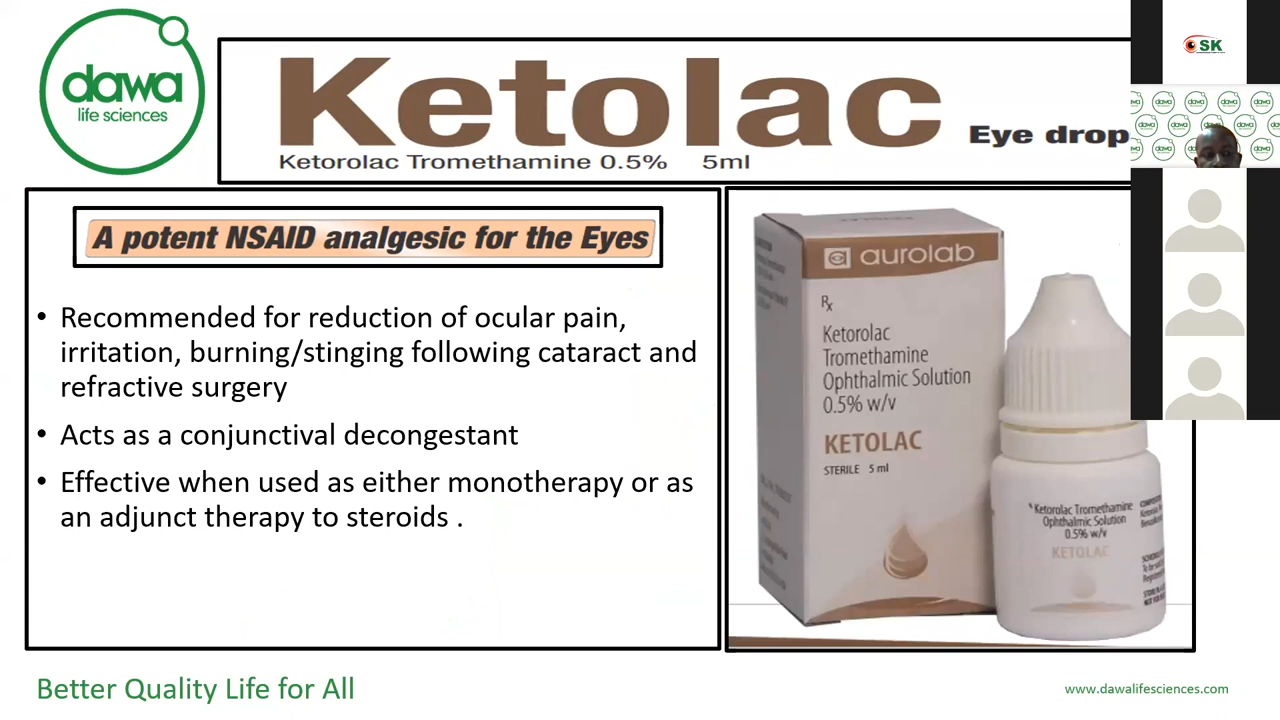 dawa
life sciences
Ketolac
Eye drop
Ketorolac Tromethamine 0.5% 5ml
SK
A potent NSAID analgesic for the Eyes
• Recommended for reduction of ocular pain,
irritation, burning/stinging following cataract and
refractive surgery
• Acts as a conjunctival decongestant
• Effective when used as either monotherapy or as
an adjunct therapy to steroids .
aurolab
Rx
Ketorolac
Tromethamine
Ophthalmic Solution
0.5% w/v
KETOLAC
STERILE 5 ml
Ketorolac Tromethamine
Ophthalmic Solution
0.5% w/v
KETOLAC
Better Quality Life for All
www.dawalifesciences.com